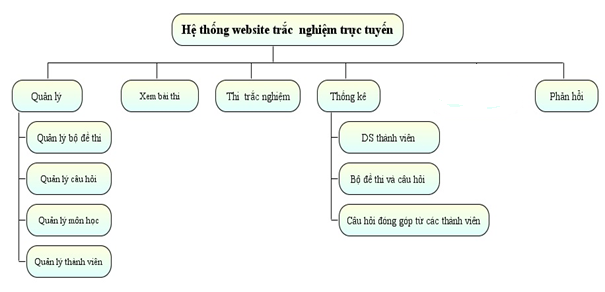 Hệ thống website trắc nghiệm trục tuyến
Quản lý
Xem bài thi
Thi trắc nghiệm
Thống kê
Phản hồi
Quản lý bộ đề thi
Quản lý câu hỏi
Quản lý môn học
Quản lý thành viên
DS thành viên
Bộ đề thi và câu hỏi
Câu hỏi đóng góp từ các thành viên